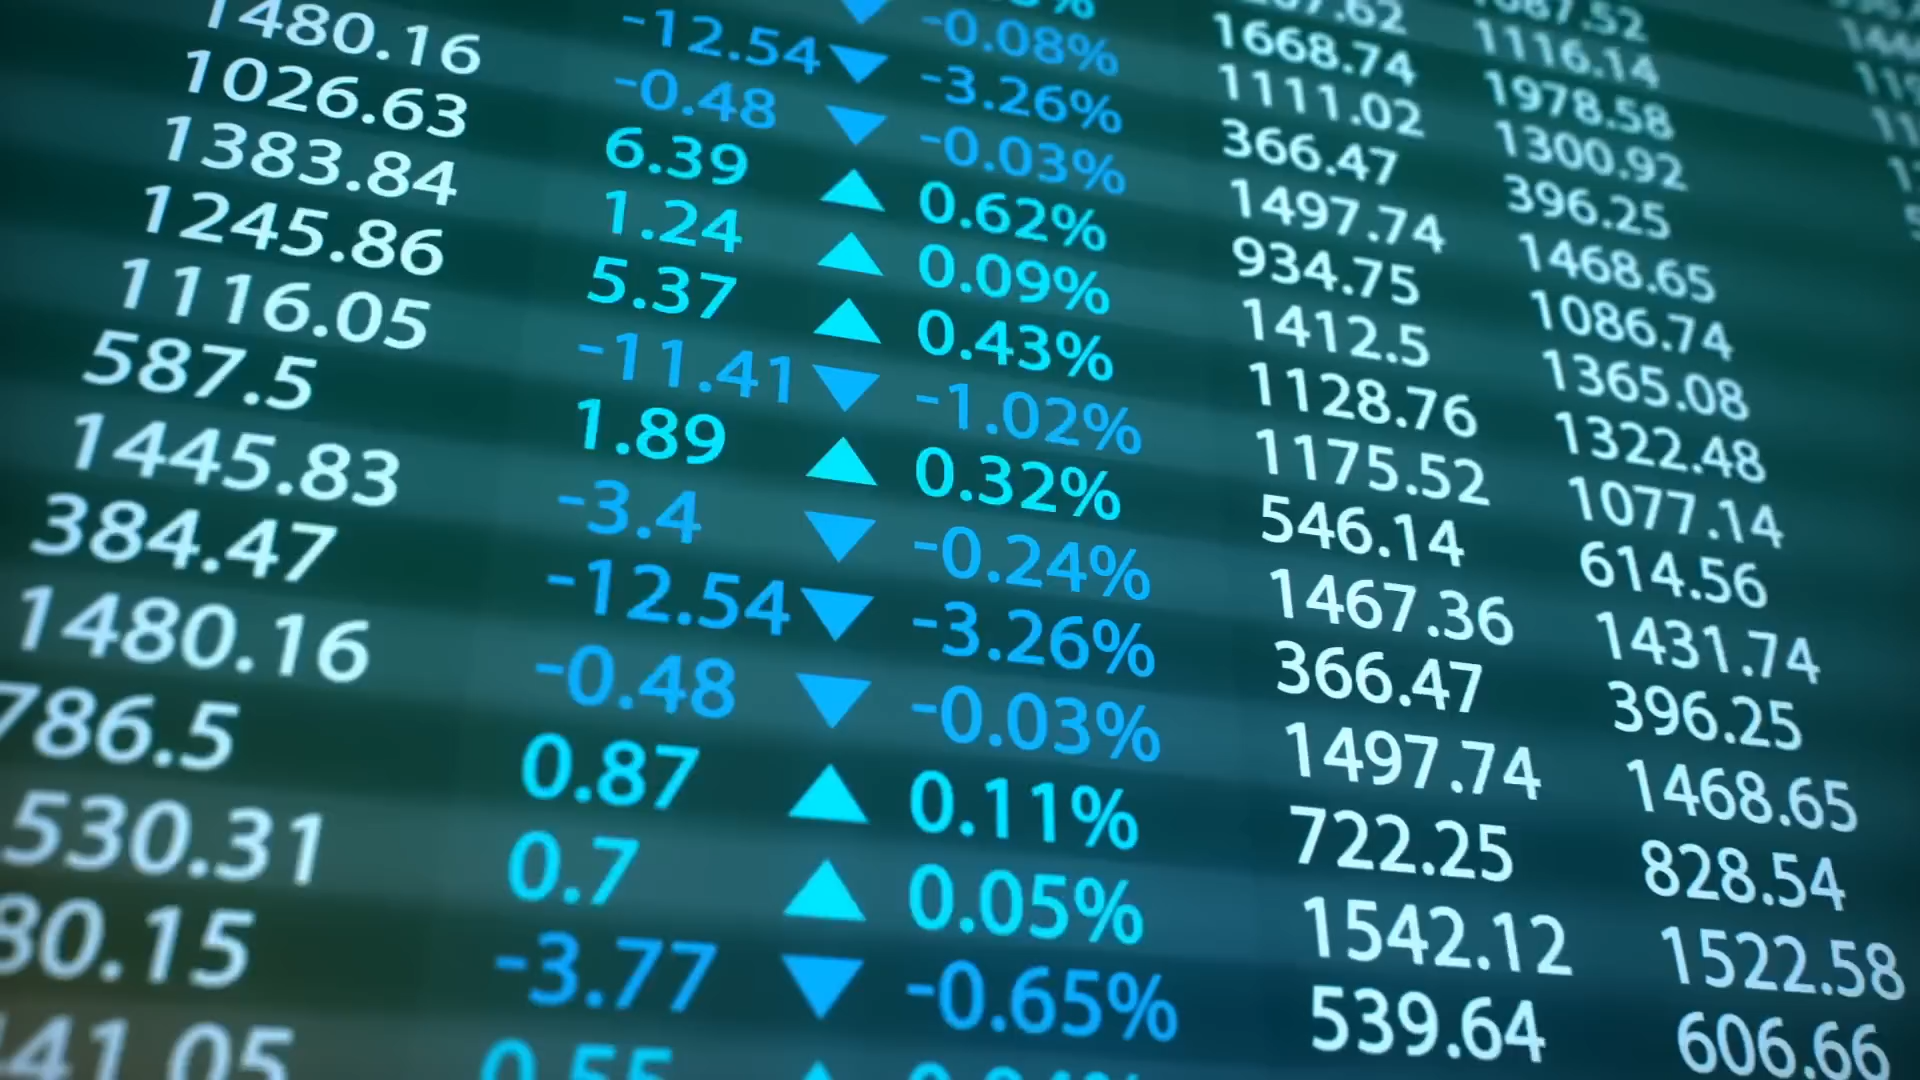 1116.14
1668.74 1978.58
-0.08% 1111.02 1300.92
-12.54 ▼ -3.26% 366.47 396.25
1480.16 -0.48 ▼ -0.03% 1497.74 1468.65
1026.63 6.39 ▲ 0.62% 934.75 1086.74
1383.84 1.24 ▲ 0.09% 1412.5 1365.08
1245.86 5.37 ▲ 0.43% 1128.76 1322.48
1116.05 -11.41 ▼ -1.02% 1175.52 1077.14
587.5 1.89 ▲ 0.32% 546.14 614.56
1445.83 -3.4 ▼ -0.24% 1467.36 1431.74
384.47 -12.54 ▼ -3.26% 366.47 396.25
1480.16 -0.48 ▼ -0.03% 1497.74 1468.65
786.5 0.87 ▲ 0.11% 722.25 828.54
530.31 0.7 ▲ 0.05% 1542.12 1522.58
80.15 -3.77 ▼ -0.65% 539.64 606.66